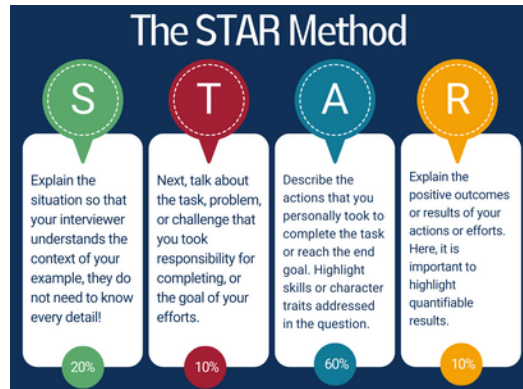 The STAR Method
S
Explain the
situation so that
your interviewer
understands the
context of your
example, they do
not need to know
every detail!
20%
T
Next, talk about
the task, problem,
or challenge that
you took
responsibility for
completing, or
the goal of your
efforts.
10%
A
Describe the
actions that you
personally took to
complete the task
or reach the end
goal. Highlight
skills or character
traits addressed
in the question.
60%
R
Explain the
positive outcomes
or results of your
actions or efforts.
Here, it is
important to
highlight
quantifiable
results.
10%